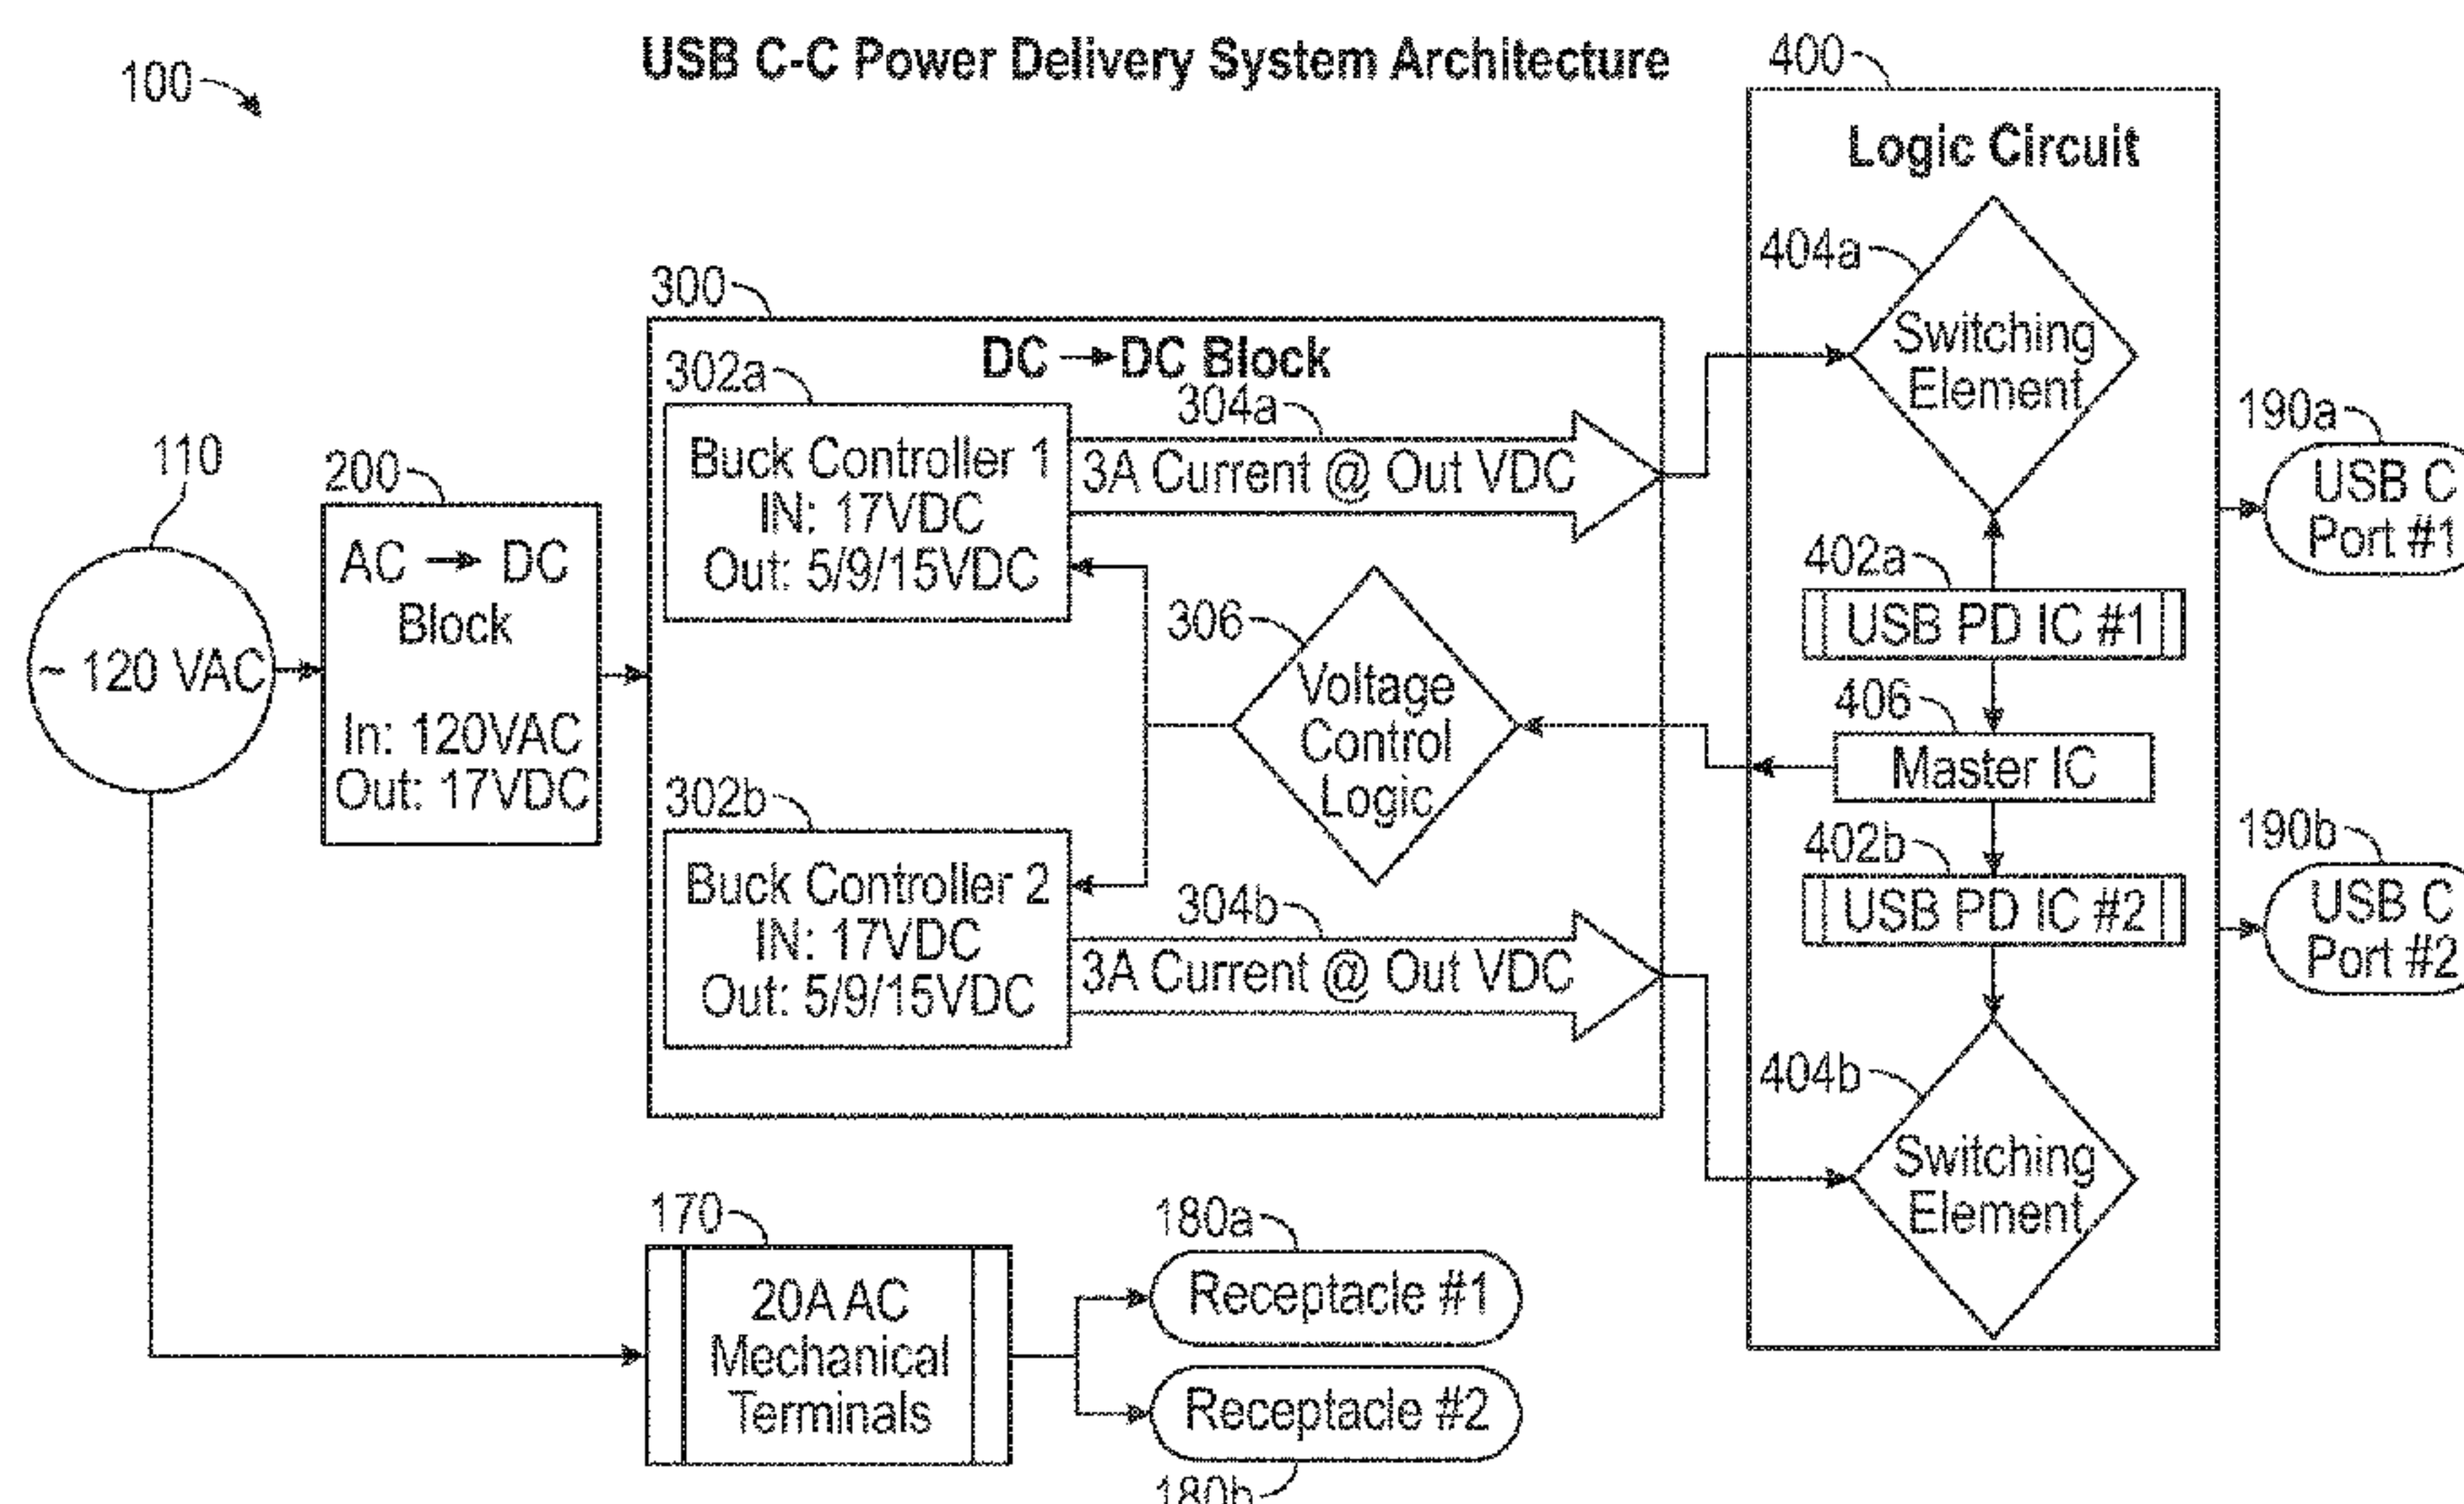 USB C-C Power Delivery System Architecture
100
400
Logic Circuit
404a
Switching
Element
300
DC → DC Block
302a
304a
Buck Controller 1
IN: 17VDC
Out: 5/9/15VDC
3A Current @ Out VDC
190a
USB C
Port #1
110
~ 120 VAC
200
AC → DC
Block
In: 120VAC
Out: 17VDC
402a
USB PD IC #1
306
Voltage
Control
Logic
406
Master IC
302b
Buck Controller 2
IN: 17VDC
Out: 5/9/15VDC
304b
3A Current @ Out VDC
402b
USB PD IC #2
190b
USB C
Port #2
404b
Switching
Element
170
20A AC
Mechanical
Terminals
180a
Receptacle #1
Receptacle #2
180b